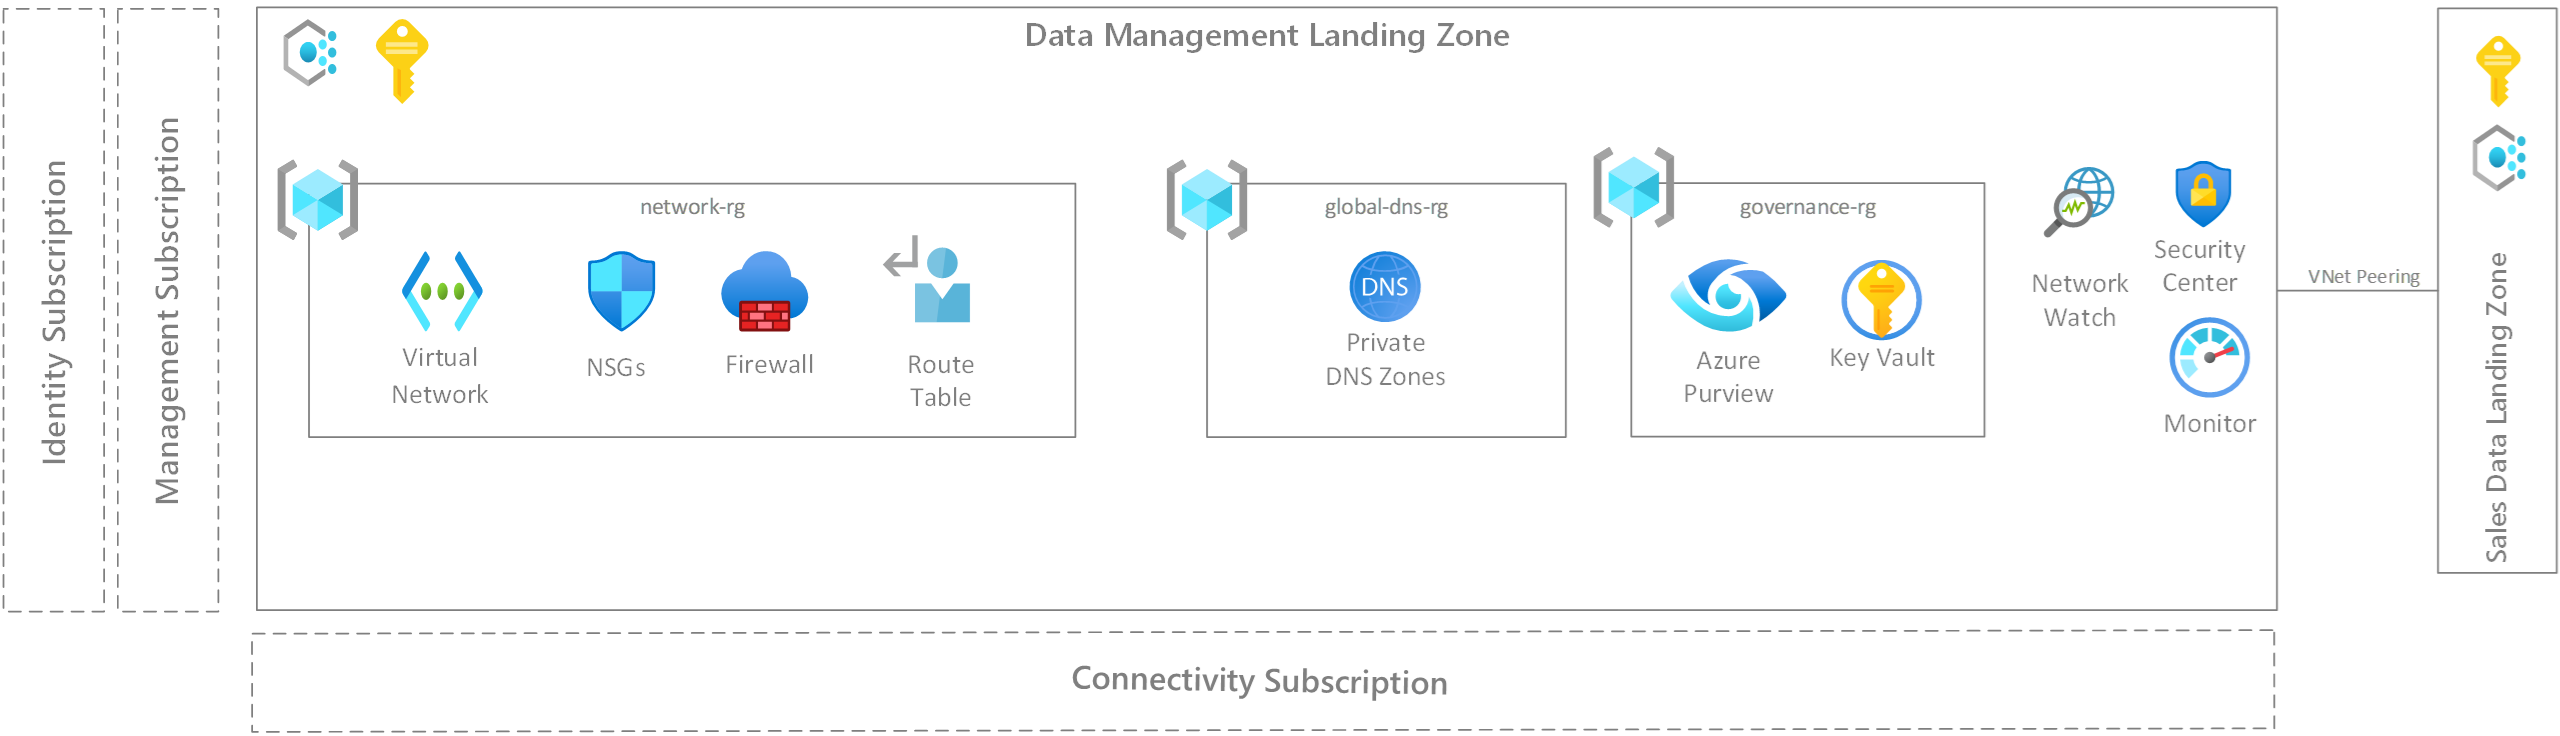 Identity Subscription
Management Subscription
Data Management Landing Zone
network-rg
Virtual
Network
NSGs
Firewall
Route
Table
global-dns-rg
DNS
Private
DNS Zones
governance-rg
Azure
Purview
Key Vault
Network
Watch
Security
Center
Monitor
VNet Peering
Sales Data Landing Zone
Connectivity Subscription